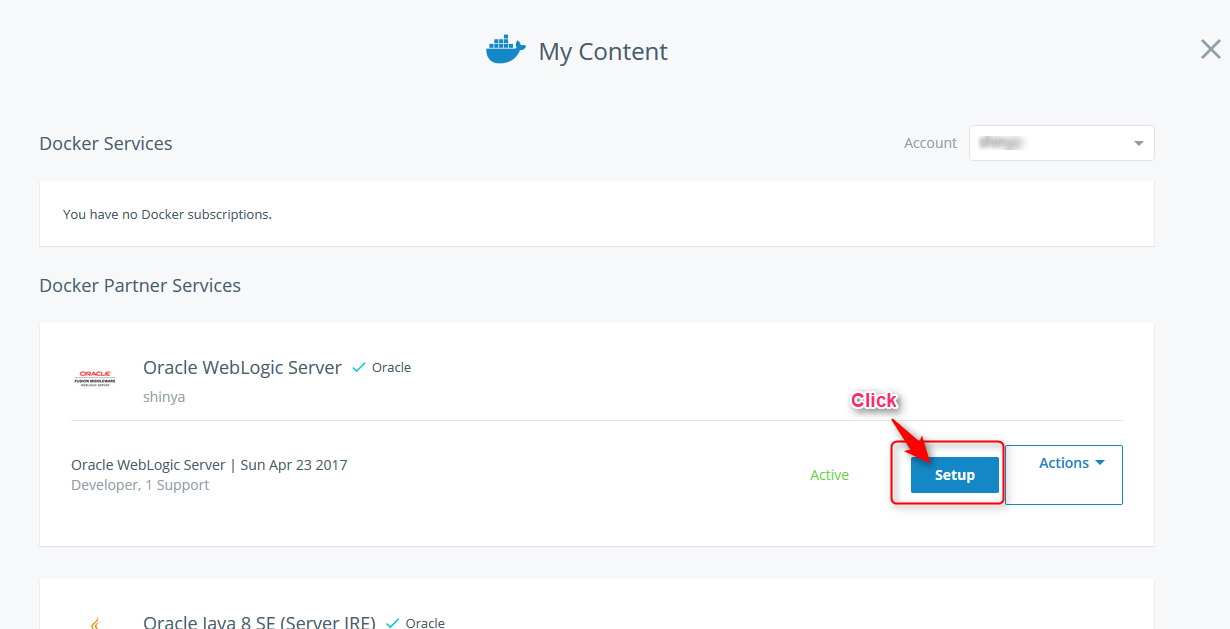 My Content
Docker Services
Account
You have no Docker subscriptions.
Docker Partner Services
ORACLE
FUSION MIDDLEWARE
WEBLOGIC SERVER
Oracle WebLogic Server Oracle
shinya
Click
Oracle WebLogic Server | Sun Apr 23 2017
Developer, 1 Support
Active
Setup
Actions
Oracle Java 8 SE (Server JRE) Oracle